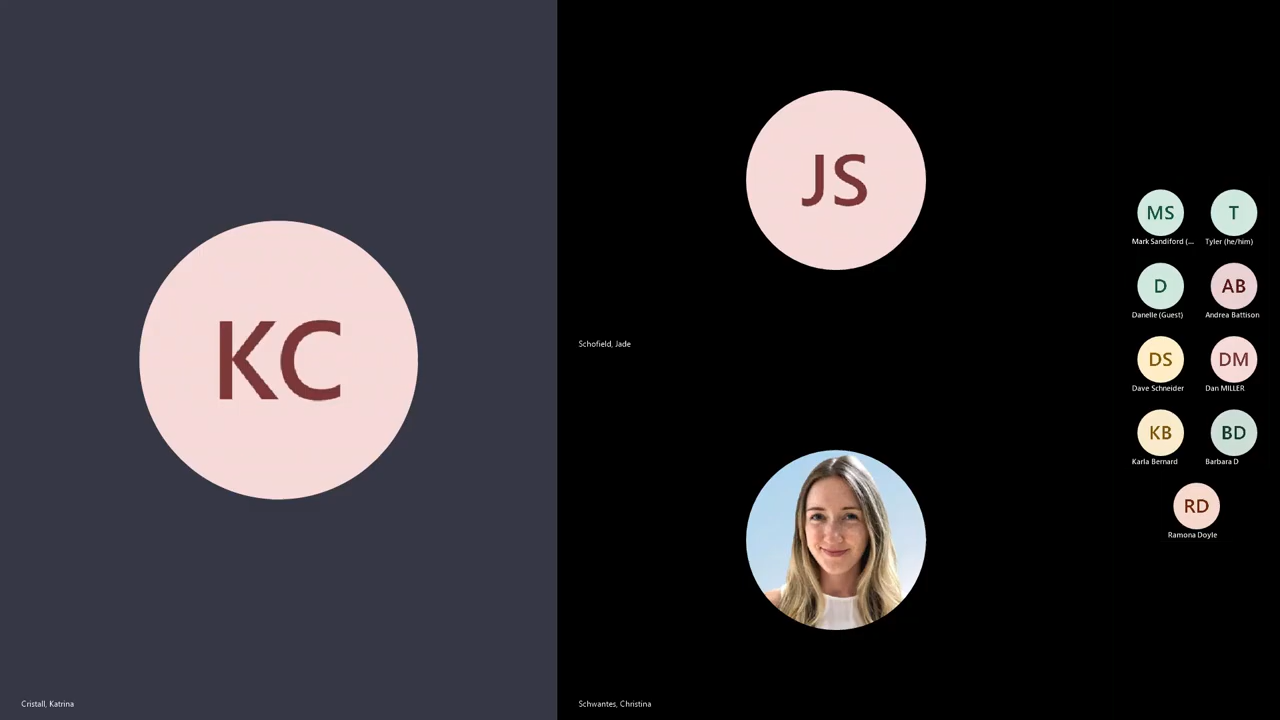 KC
Cristall, Katrina
JS
Schofield, Jade
Schwantes, Christina
MS
Mark Sandiford (...
T
Tyler (he/him)
D
Danelle (Guest)
AB
Andrea Battison
DS
Dave Schneider
DM
Dan MILLER
KB
Karla Bernard
BD
Barbara D
RD
Ramona Doyle